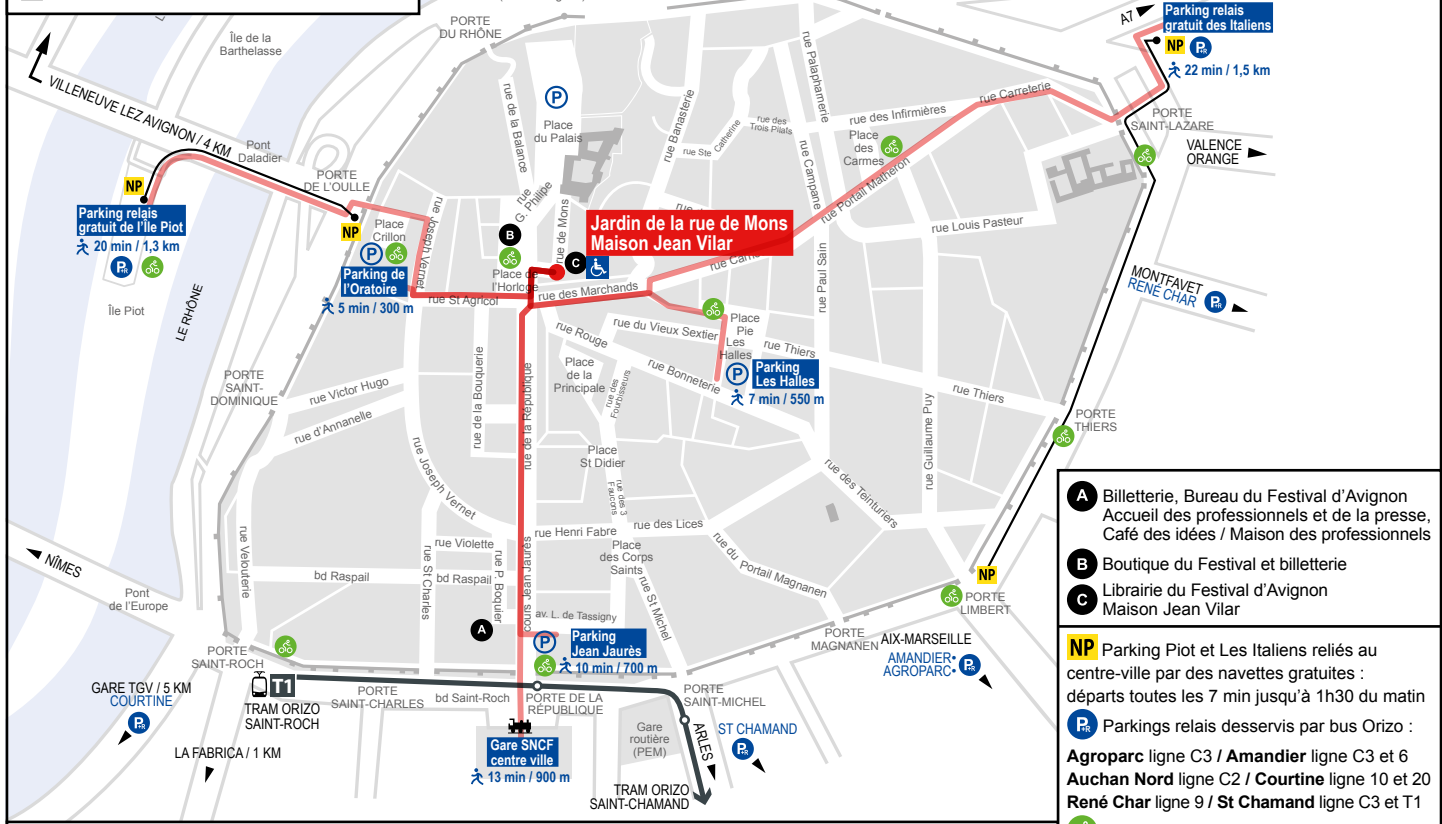 PORTE
DU RHÔNE
Île de la
Barthelasse
A7
Parking relais
gratuit des Italiens
NP P+R
22 min / 1,5 km
VILLENEUVE LEZ AVIGNON / 4 KM
Pont
Daladier
PORTE
DE L'OULLE
NP
Parking relais
gratuit de l'Île Piot
20 min / 1,3 km
P+R
Île Piot
LE RHÔNE
NP
Place
Crillon
P
Parking de
l'Oratoire
5 min / 300 m
rue Joseph Vernet
rue St Agricol
rue de la Balance
P
Place
du Palais
rue
G. Philipe
rue de Mons
B
Place de
l'Horloge
C
Jardin de la rue de Mons
Maison Jean Vilar
rue Banasterie
rue Ste Catherine
rue des
Trois Pilats
rue Palapharnerie
rue des Infirmières
rue Carreterie
Place
des
Carmes
rue Campane
rue Portail Matheron
PORTE
SAINT-LAZARE
VALENCE
ORANGE
rue Louis Pasteur
rue Paul Saïn
rue des Marchands
MONTFAVET
RENÉ CHAR P+R
rue du Vieux Sextier
Place
Pie
Les
Halles
rue Thiers
P
Parking
Les Halles
7 min / 550 m
rue Rouge
rue Bonneterie
Place
de la
Principale
rue des
Fourbisseurs
rue de la République
rue de la Bouquerie
PORTE
SAINT-
DOMINIQUE
rue Victor Hugo
rue d'Annanelle
rue Joseph Vernet
rue Thiers
PORTE
THIERS
rue Guillaume Puy
Place
St Didier
rue des 3
Faucons
rue des Teinturiers
rue Henri Fabre
rue des Lices
rue du Portail Magnanen
Place
des Corps
Saints
rue St Michel
rue Violette
rue Velouterie
bd Raspail
rue St Charles
bd Raspail
rue P. Boquier
cours Jean Jaurès
av. L. de Tassigny
A
P
Parking
Jean Jaurès
10 min / 700 m
NÎMES
Pont
de l'Europe
PORTE
SAINT-ROCH
GARE TGV / 5 KM
COURTINE
P+R
T1
TRAM ORIZO
SAINT-ROCH
LA FABRICA / 1 KM
PORTE
SAINT-CHARLES
bd Saint-Roch
PORTE DE LA
RÉPUBLIQUE
Gare SNCF
centre ville
13 min / 900 m
Gare
routière
(PEM)
PORTE
SAINT-MICHEL
ARLES
ST CHAMAND
P+R
TRAM ORIZO
SAINT-CHAMAND
PORTE
MAGNANEN
AIX-MARSEILLE
AMANDIER•
AGROPARC• P+R
NP
PORTE
LIMBERT
A Billetterie, Bureau du Festival d'Avignon
Accueil des professionnels et de la presse,
Café des idées / Maison des professionnels
B Boutique du Festival et billetterie
C Librairie du Festival d'Avignon
Maison Jean Vilar
NP Parking Piot et Les Italiens reliés au
centre-ville par des navettes gratuites :
départs toutes les 7 min jusqu'à 1h30 du matin
P+R Parkings relais desservis par bus Orizo :
Agroparc ligne C3 / Amandier ligne C3 et 6
Auchan Nord ligne C2 / Courtine ligne 10 et 20
René Char ligne 9 / St Chamand ligne C3 et T1